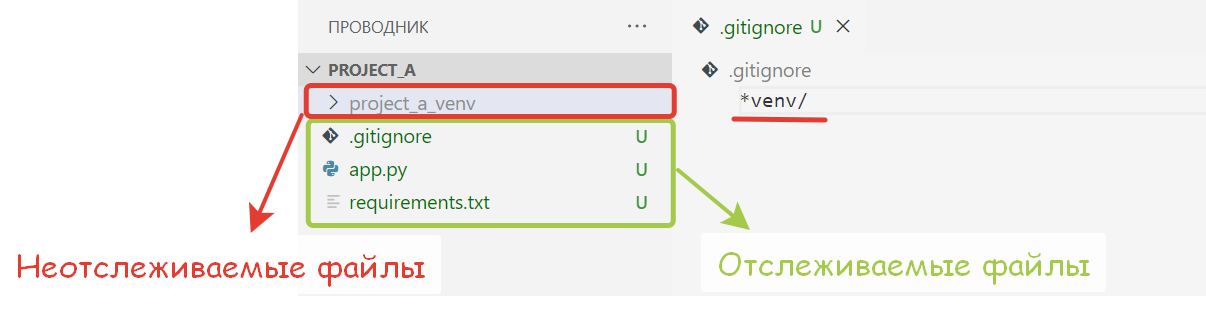 ПРОВОДНИК ···
.gitignore U
PROJECT_A
.gitignore
project_a_venv
*venv/
.gitignore U
app.py U
requirements.txt U
Неотслеживаемые файлы
Отслеживаемые файлы